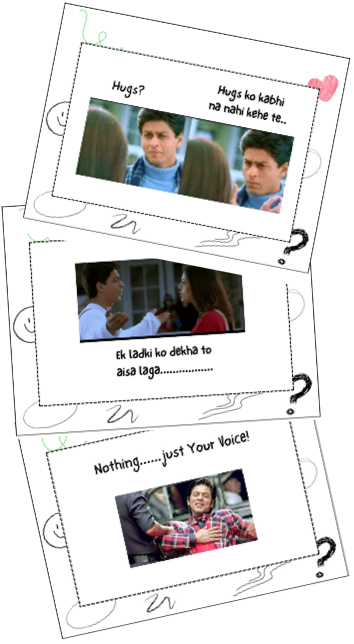 Hugs?
Hugs ko kabhi
na nahi kehe te..
Ek ladki ko dekha to
aisa laga.................
Nothing......just Your Voice!